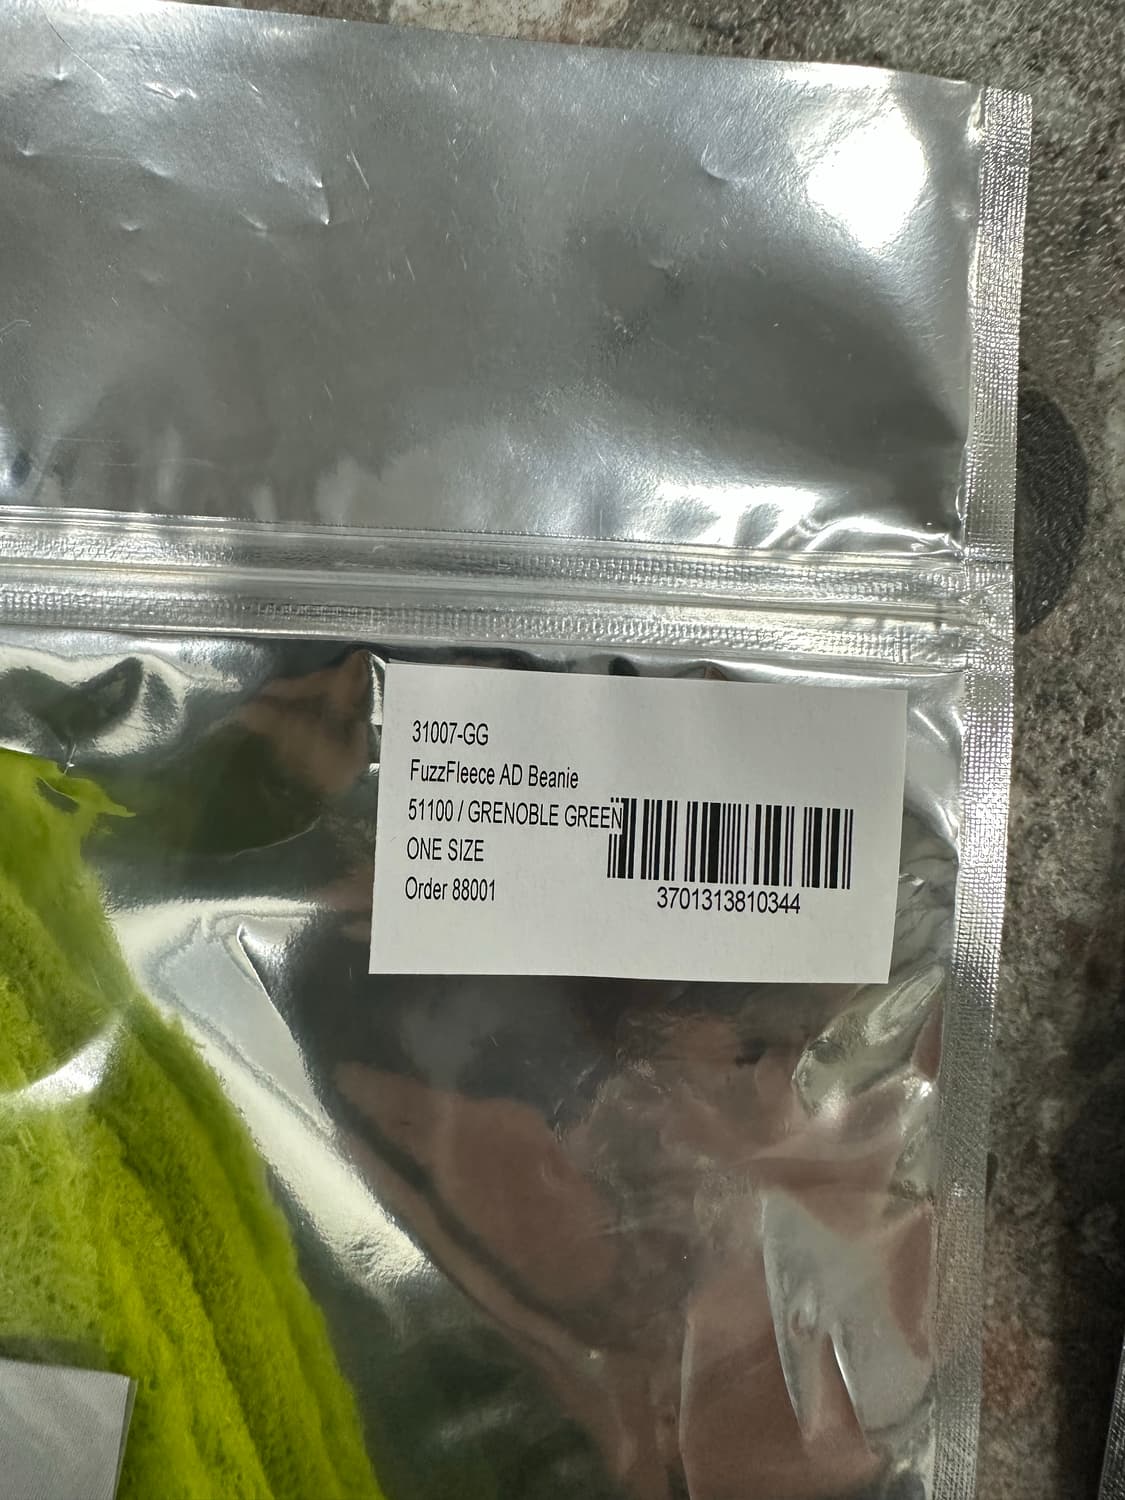 31007-GG
FuzzFleece AD Beanie
51100 / GRENOBLE GREEN
ONE SIZE
Order 88001
3701313810344